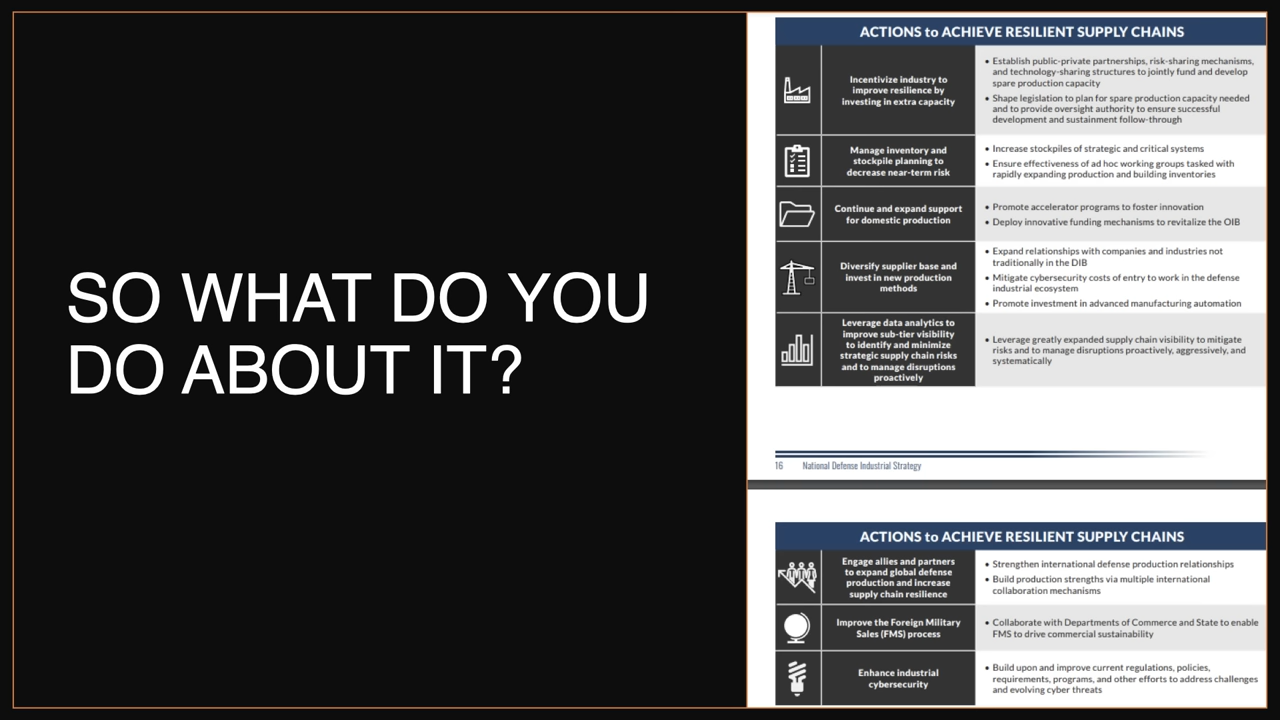 SO WHAT DO YOU
DO ABOUT IT?
ACTIONS to ACHIEVE RESILIENT SUPPLY CHAINS
Incentivize industry to
improve resilience by
investing in extra capacity
• Establish public-private partnerships, risk-sharing mechanisms,
and technology-sharing structures to jointly fund and develop
spare production capacity
• Shape legislation to plan for spare production capacity needed
and to provide oversight authority to ensure successful
development and sustainment follow-through
Manage inventory and
stockpile planning to
decrease near-term risk
• Increase stockpiles of strategic and critical systems
• Ensure effectiveness of ad hoc working groups tasked with
rapidly expanding production and building inventories
Continue and expand support
for domestic production
• Promote accelerator programs to foster innovation
• Deploy innovative funding mechanisms to revitalize the OIB
Diversify supplier base and
invest in new production
methods
• Expand relationships with companies and industries not
traditionally in the DIB
• Mitigate cybersecurity costs of entry to work in the defense
industrial ecosystem
• Promote investment in advanced manufacturing automation
Leverage data analytics to
improve sub-tier visibility
to identify and minimize
strategic supply chain risks
and to manage disruptions
proactively
• Leverage greatly expanded supply chain visibility to mitigate
risks and to manage disruptions proactively, aggressively, and
systematically
16 National Defense Industrial Strategy
ACTIONS to ACHIEVE RESILIENT SUPPLY CHAINS
Engage allies and partners
to expand global defense
production and increase
supply chain resilience
• Strengthen international defense production relationships
• Build production strengths via multiple international
collaboration mechanisms
Improve the Foreign Military
Sales (FMS) process
• Collaborate with Departments of Commerce and State to enable
FMS to drive commercial sustainability
Enhance industrial
cybersecurity
• Build upon and improve current regulations, policies,
requirements, programs, and other efforts to address challenges
and evolving cyber threats